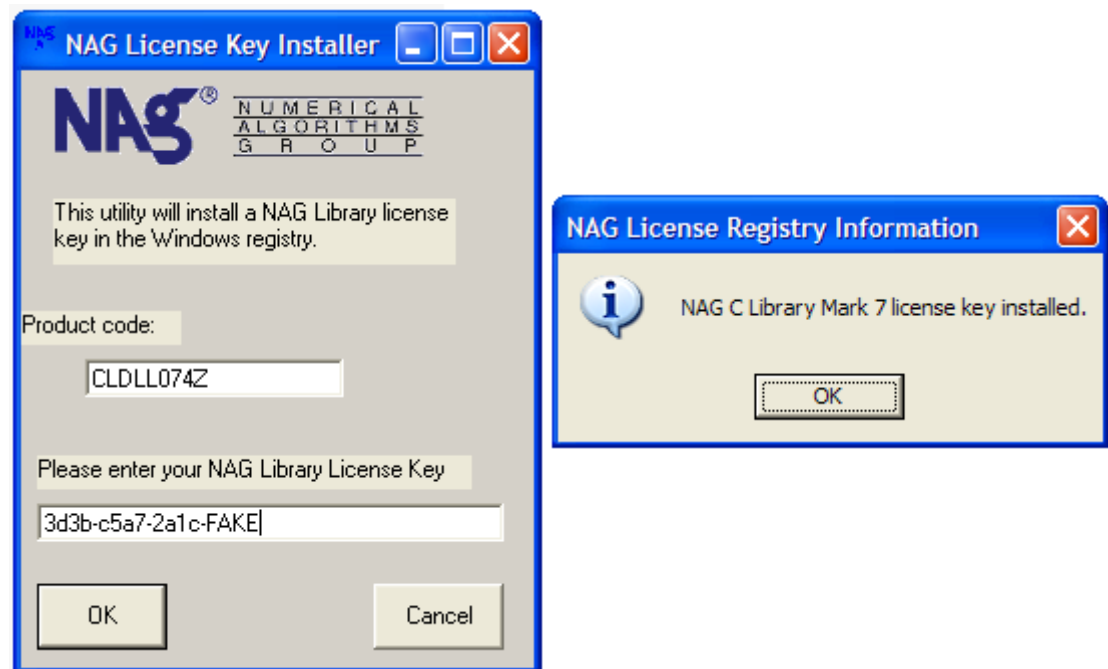 NAG License Key Installer
NAG®
NUMERICAL
ALGORITHMS
GROUP
This utility will install a NAG Library license
key in the Windows registry.
Product code:
CLDLL074Z
Please enter your NAG Library License Key
3d3b-c5a7-2a1c-FAKE
OK
Cancel
NAG License Registry Information
NAG C Library Mark 7 license key installed.
OK